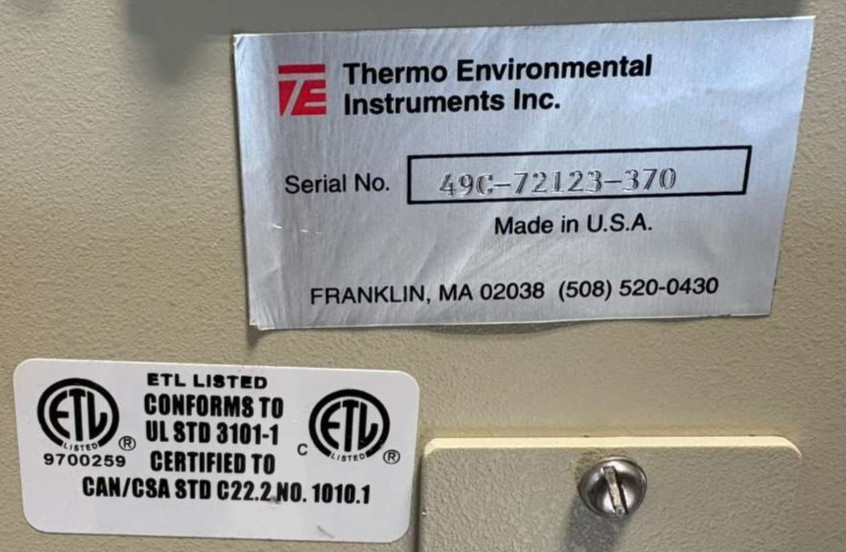 TE
Thermo Environmental
Instruments Inc.
Serial No. 49C-72123-370
Made in U.S.A.
FRANKLIN, MA 02038 (508) 520-0430
ETL LISTED
CONFORMS TO
UL STD 3101-1
CERTIFIED TO
CAN/CSA STD C22.2 NO. 1010.1
ETL
LISTED
®
9700259
C
ETL
LISTED
®